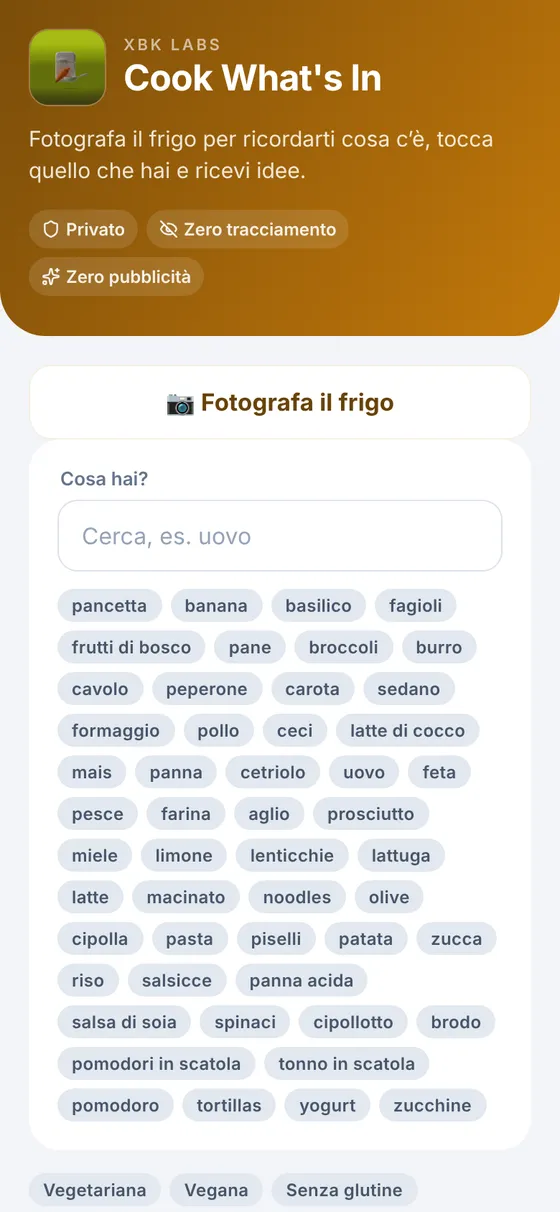 XBK LABS
Cook What's In
Fotografa il frigo per ricordarti cosa c’è, tocca
quello che hai e ricevi idee.
Privato Zero tracciamento
Zero pubblicità
Fotografa il frigo
Cosa hai?
Cerca, es. uovo
pancetta banana basilico fagioli
frutti di bosco pane broccoli burro
cavolo peperone carota sedano
formaggio pollo ceci latte di cocco
mais panna cetriolo uovo feta
pesce farina aglio prosciutto
miele limone lenticchie lattuga
latte macinato noodles olive
cipolla pasta piselli patata zucca
riso salsicce panna acida
salsa di soia spinaci cipollotto brodo
pomodori in scatola tonno in scatola
pomodoro tortillas yogurt zucchine
Vegetariana Vegana Senza glutine